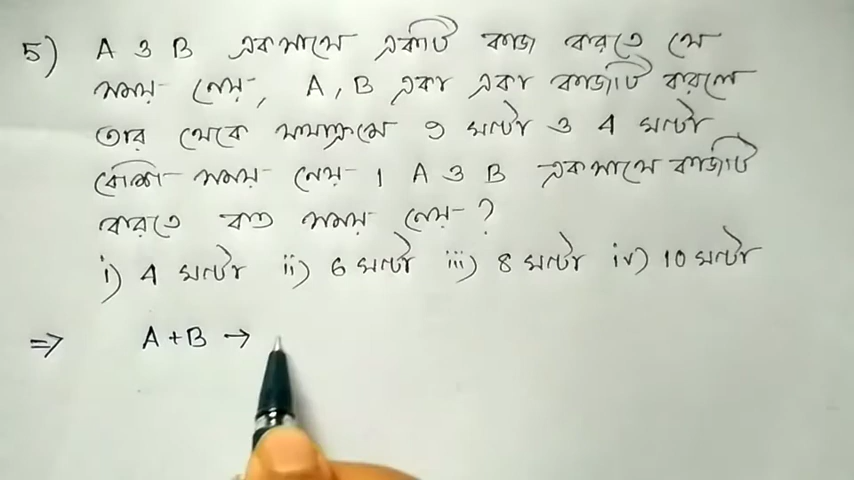 5) A ও B একসাথে একটি কাজ করতে যে
সময় নেয়, A, B একা একা কাজটি করলে
তার থেকে যথাক্রমে 9 ঘন্টা ও 4 ঘন্টা
বেশি সময় নেয়। A ও B একসাথে কাজটি
করতে কত সময় নেয়?
i) 4 ঘন্টা ii) 6 ঘন্টা iii) 8 ঘন্টা iv) 10 ঘন্টা
⇒ A+B →